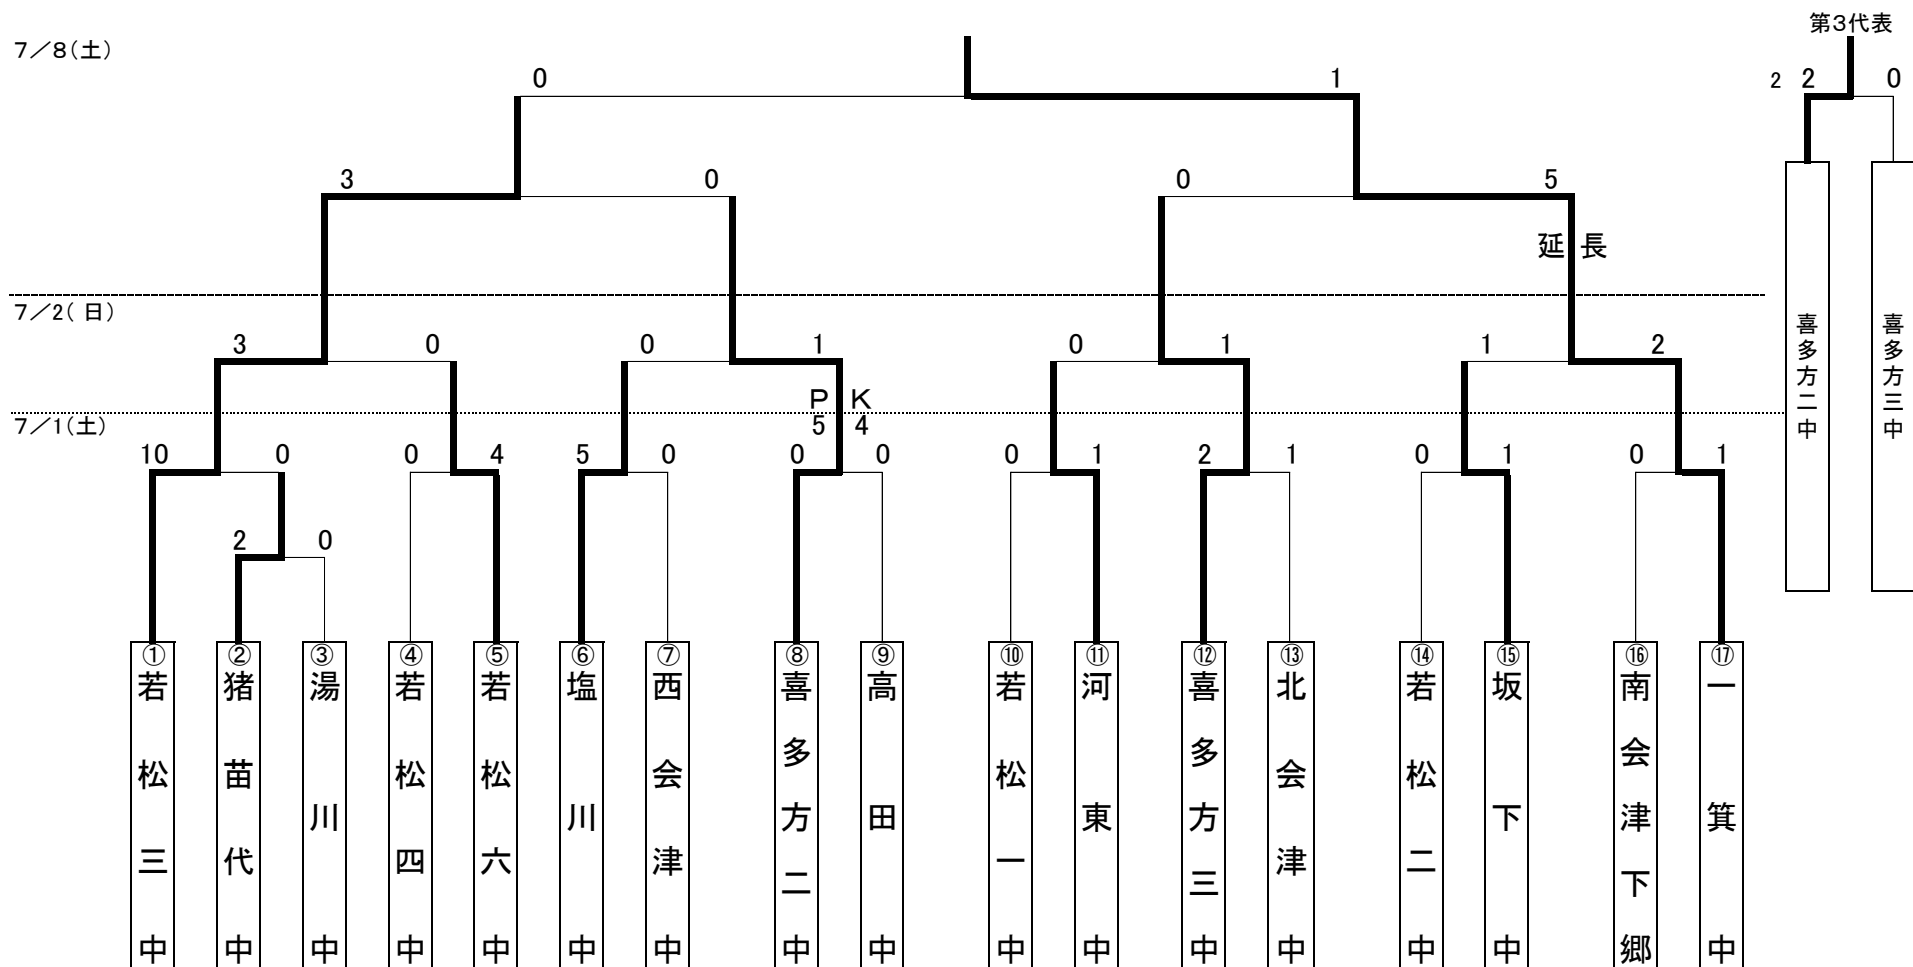 第3代表
7/8(土)
0
1
2 2 0
3
0
0
5
延長
7/2(日)
3
0
0
1
0
1
1
2
PK
5 4
7/1(土)
10
0
0
4
5
0
0
0
0
1
2
1
0
1
0
1
2
0
喜多方二中
喜多方三中
①若松三中
②猪苗代中
③湯川中
④若松四中
⑤若松六中
⑥塩川中
⑦西会津中
⑧喜多方二中
⑨高田中
⑩若松一中
⑪河東中
⑫喜多方三中
⑬北会津中
⑭若松二中
⑮坂下中
⑯南会津下郷
⑰一箕中